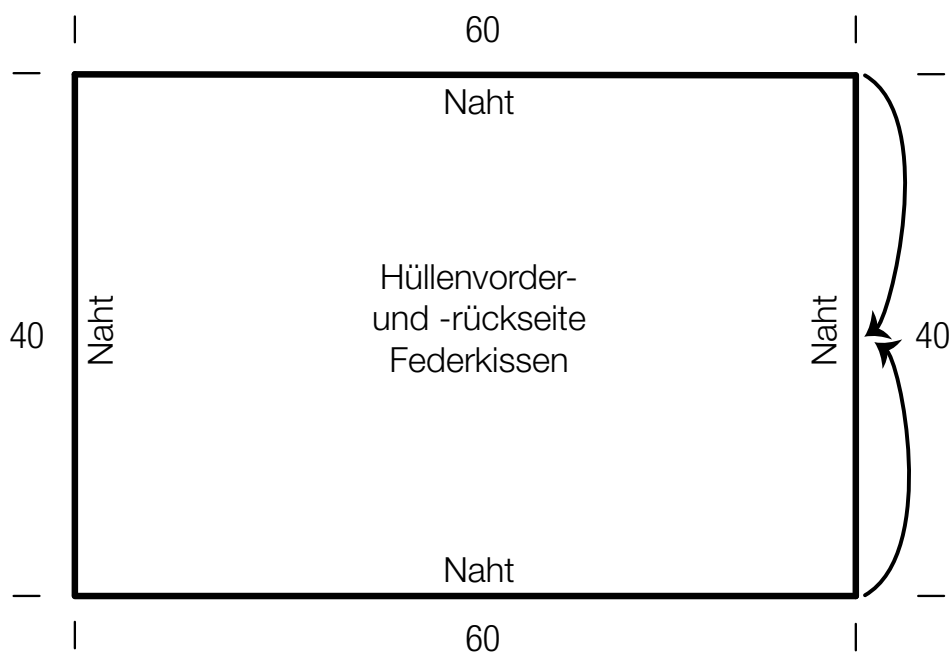 60
Naht
Hüllenvorder-
und -rückseite
Federkissen
40
Naht
Naht
40
Naht
60